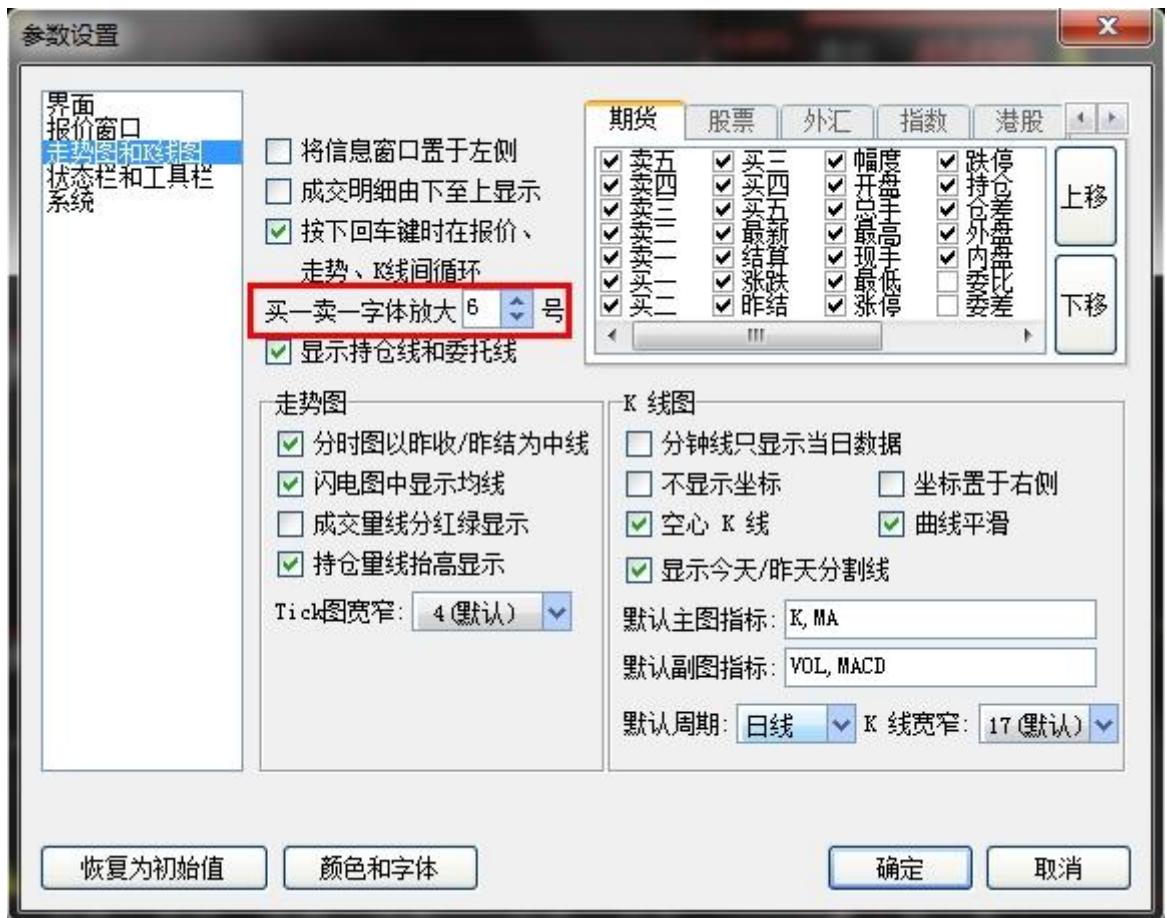 参数设置
界面
报价窗口
走势图和K线图
状态栏和工具栏
系统
将信息窗口置于左侧
成交明细由下至上显示
按下回车键时在报价、
走势、K线间循环
买一卖一字体放大 6 号
显示持仓线和委托线
期货 股票 外汇 指数 港股
卖五 买三 幅度 跌停
卖四 买四 开盘 持仓
卖三 买五 总手 仓差
卖二 最新 最高 外盘
卖一 结算 现手 内盘
买一 涨跌 最低 委比
买二 昨结 涨停 委差
上移
下移
走势图
分时图以昨收/昨结为中线
闪电图中显示均线
成交量线分红绿显示
持仓量线抬高显示
Tick图宽窄: 4(默认)
K 线图
分钟线只显示当日数据
不显示坐标 坐标置于右侧
空心 K 线 曲线平滑
显示今天/昨天分割线
默认主图指标: K,MA
默认副图指标: VOL,MACD
默认周期: 日线 K 线宽窄: 17(默认)
恢复为初始值 颜色和字体 确定 取消